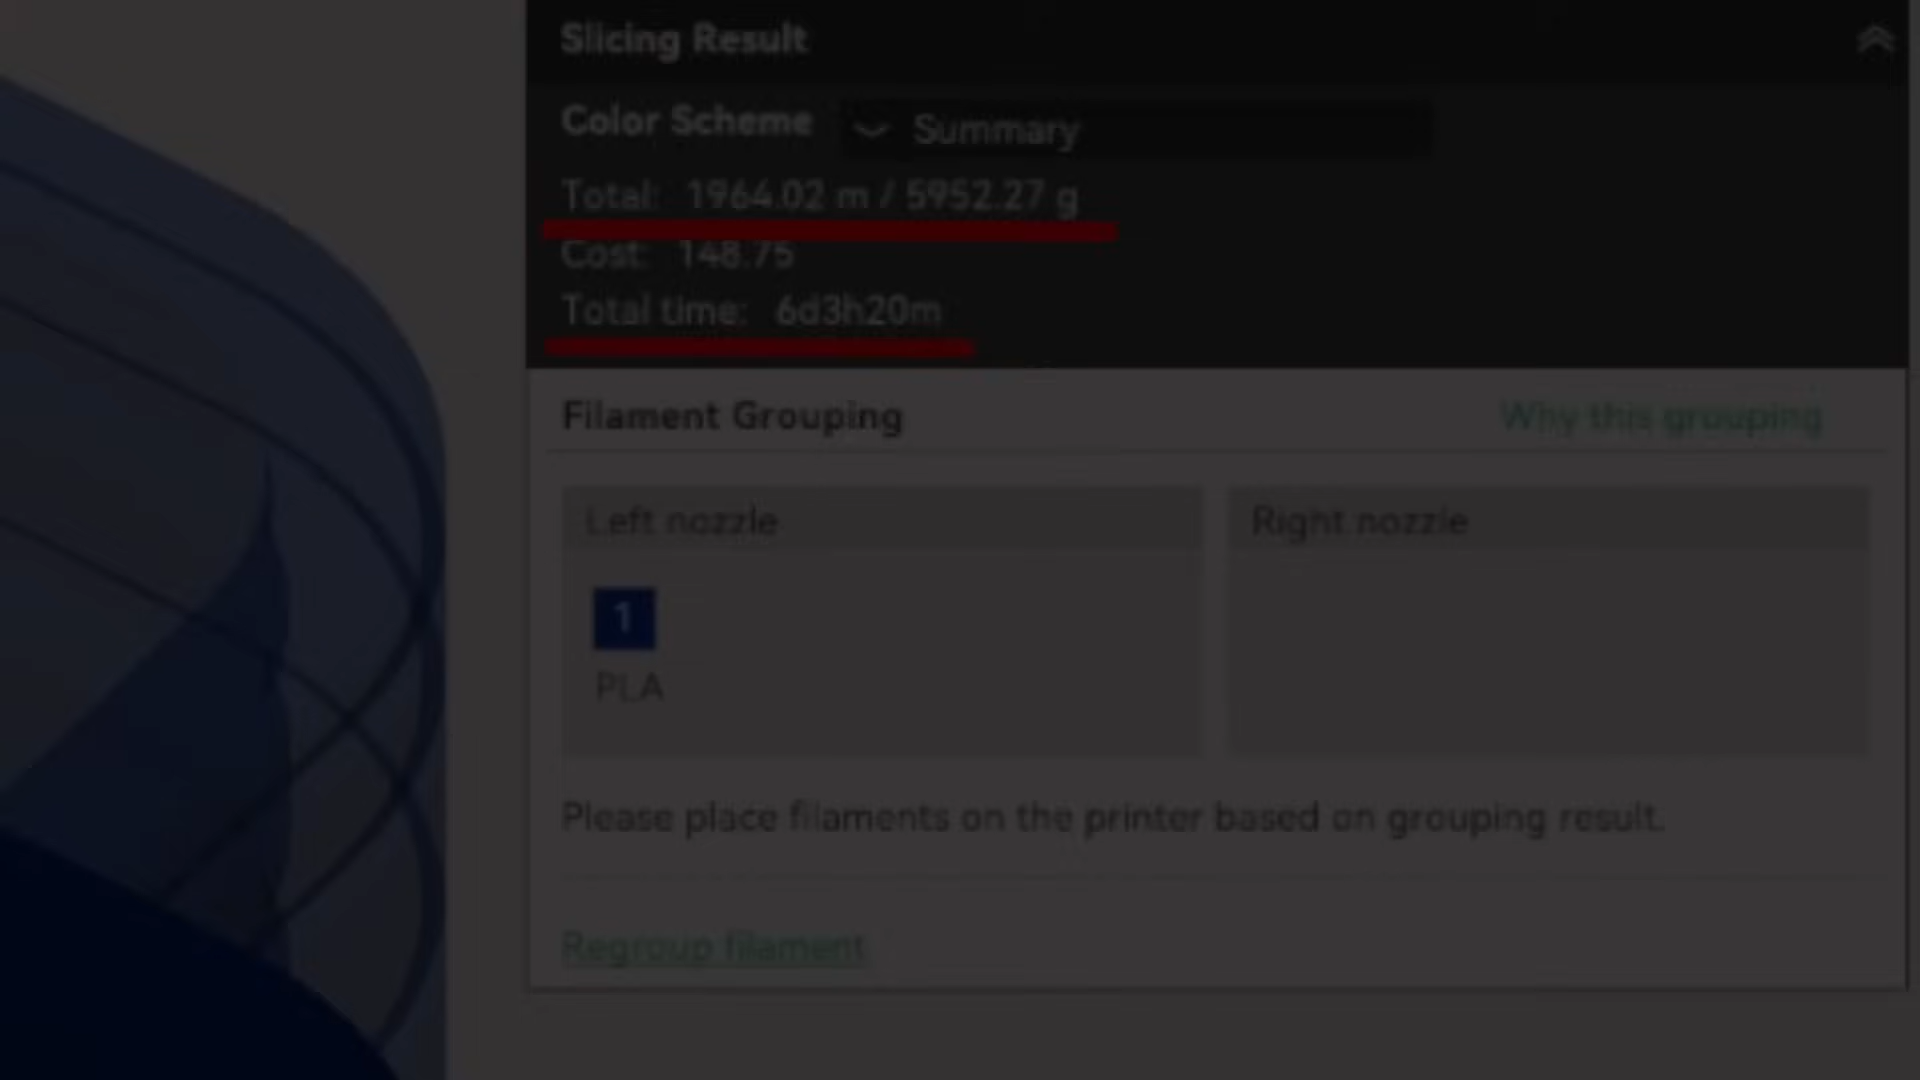 Slicing Result
Color Scheme Summary
Total: 1964.02 m / 5952.27 g
Cost: 148.75
Total time: 6d3h20m
Filament Grouping Why this grouping
Left nozzle Right nozzle
1
PLA
Please place filaments on the printer based on grouping result.
Regroup filament